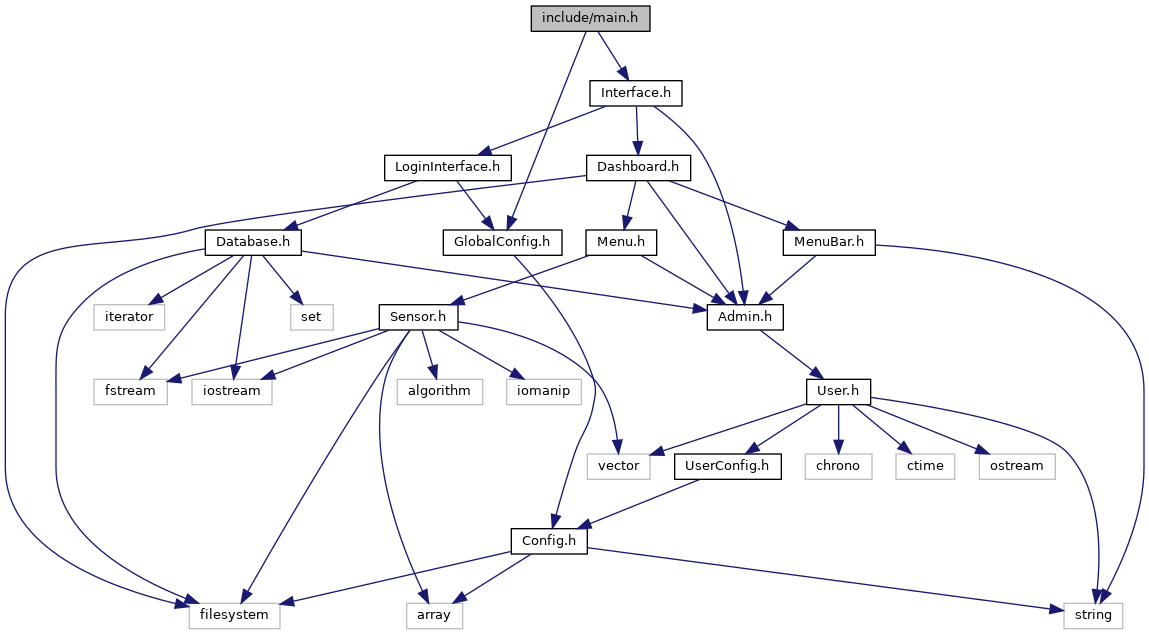 include/main.h
Interface.h
LoginInterface.h
Dashboard.h
Database.h
GlobalConfig.h
Menu.h
MenuBar.h
iterator
set
Sensor.h
Admin.h
fstream
iostream
algorithm
iomanip
User.h
vector
UserConfig.h
chrono
ctime
ostream
Config.h
filesystem
array
string